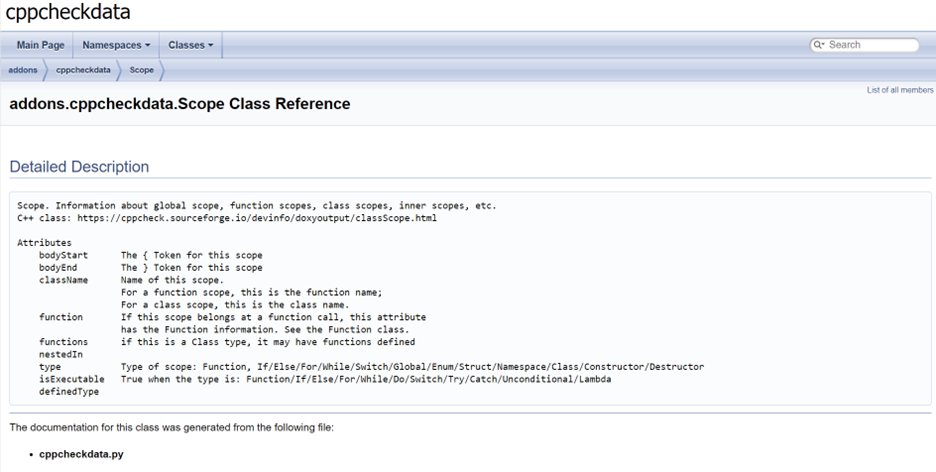 cppcheckdata
Main Page Namespaces Classes Search
addons cppcheckdata Scope
List of all members
addons.cppcheckdata.Scope Class Reference
Detailed Description
Scope. Information about global scope, function scopes, class scopes, inner scopes, etc.
C++ class: https://cppcheck.sourceforge.io/devinfo/doxyoutput/classScope.html
Attributes
bodyStart The { Token for this scope
bodyEnd The } Token for this scope
className Name of this scope.
For a function scope, this is the function name;
For a class scope, this is the class name.
function If this scope belongs at a function call, this attribute
has the Function information. See the Function class.
functions if this is a Class type, it may have functions defined
nestedIn
type Type of scope: Function, If/Else/For/While/Switch/Global/Enum/Struct/Namespace/Class/Constructor/Destructor
isExecutable True when the type is: Function/If/Else/For/While/Do/Switch/Try/Catch/Unconditional/Lambda
definedType
The documentation for this class was generated from the following file:
• cppcheckdata.py